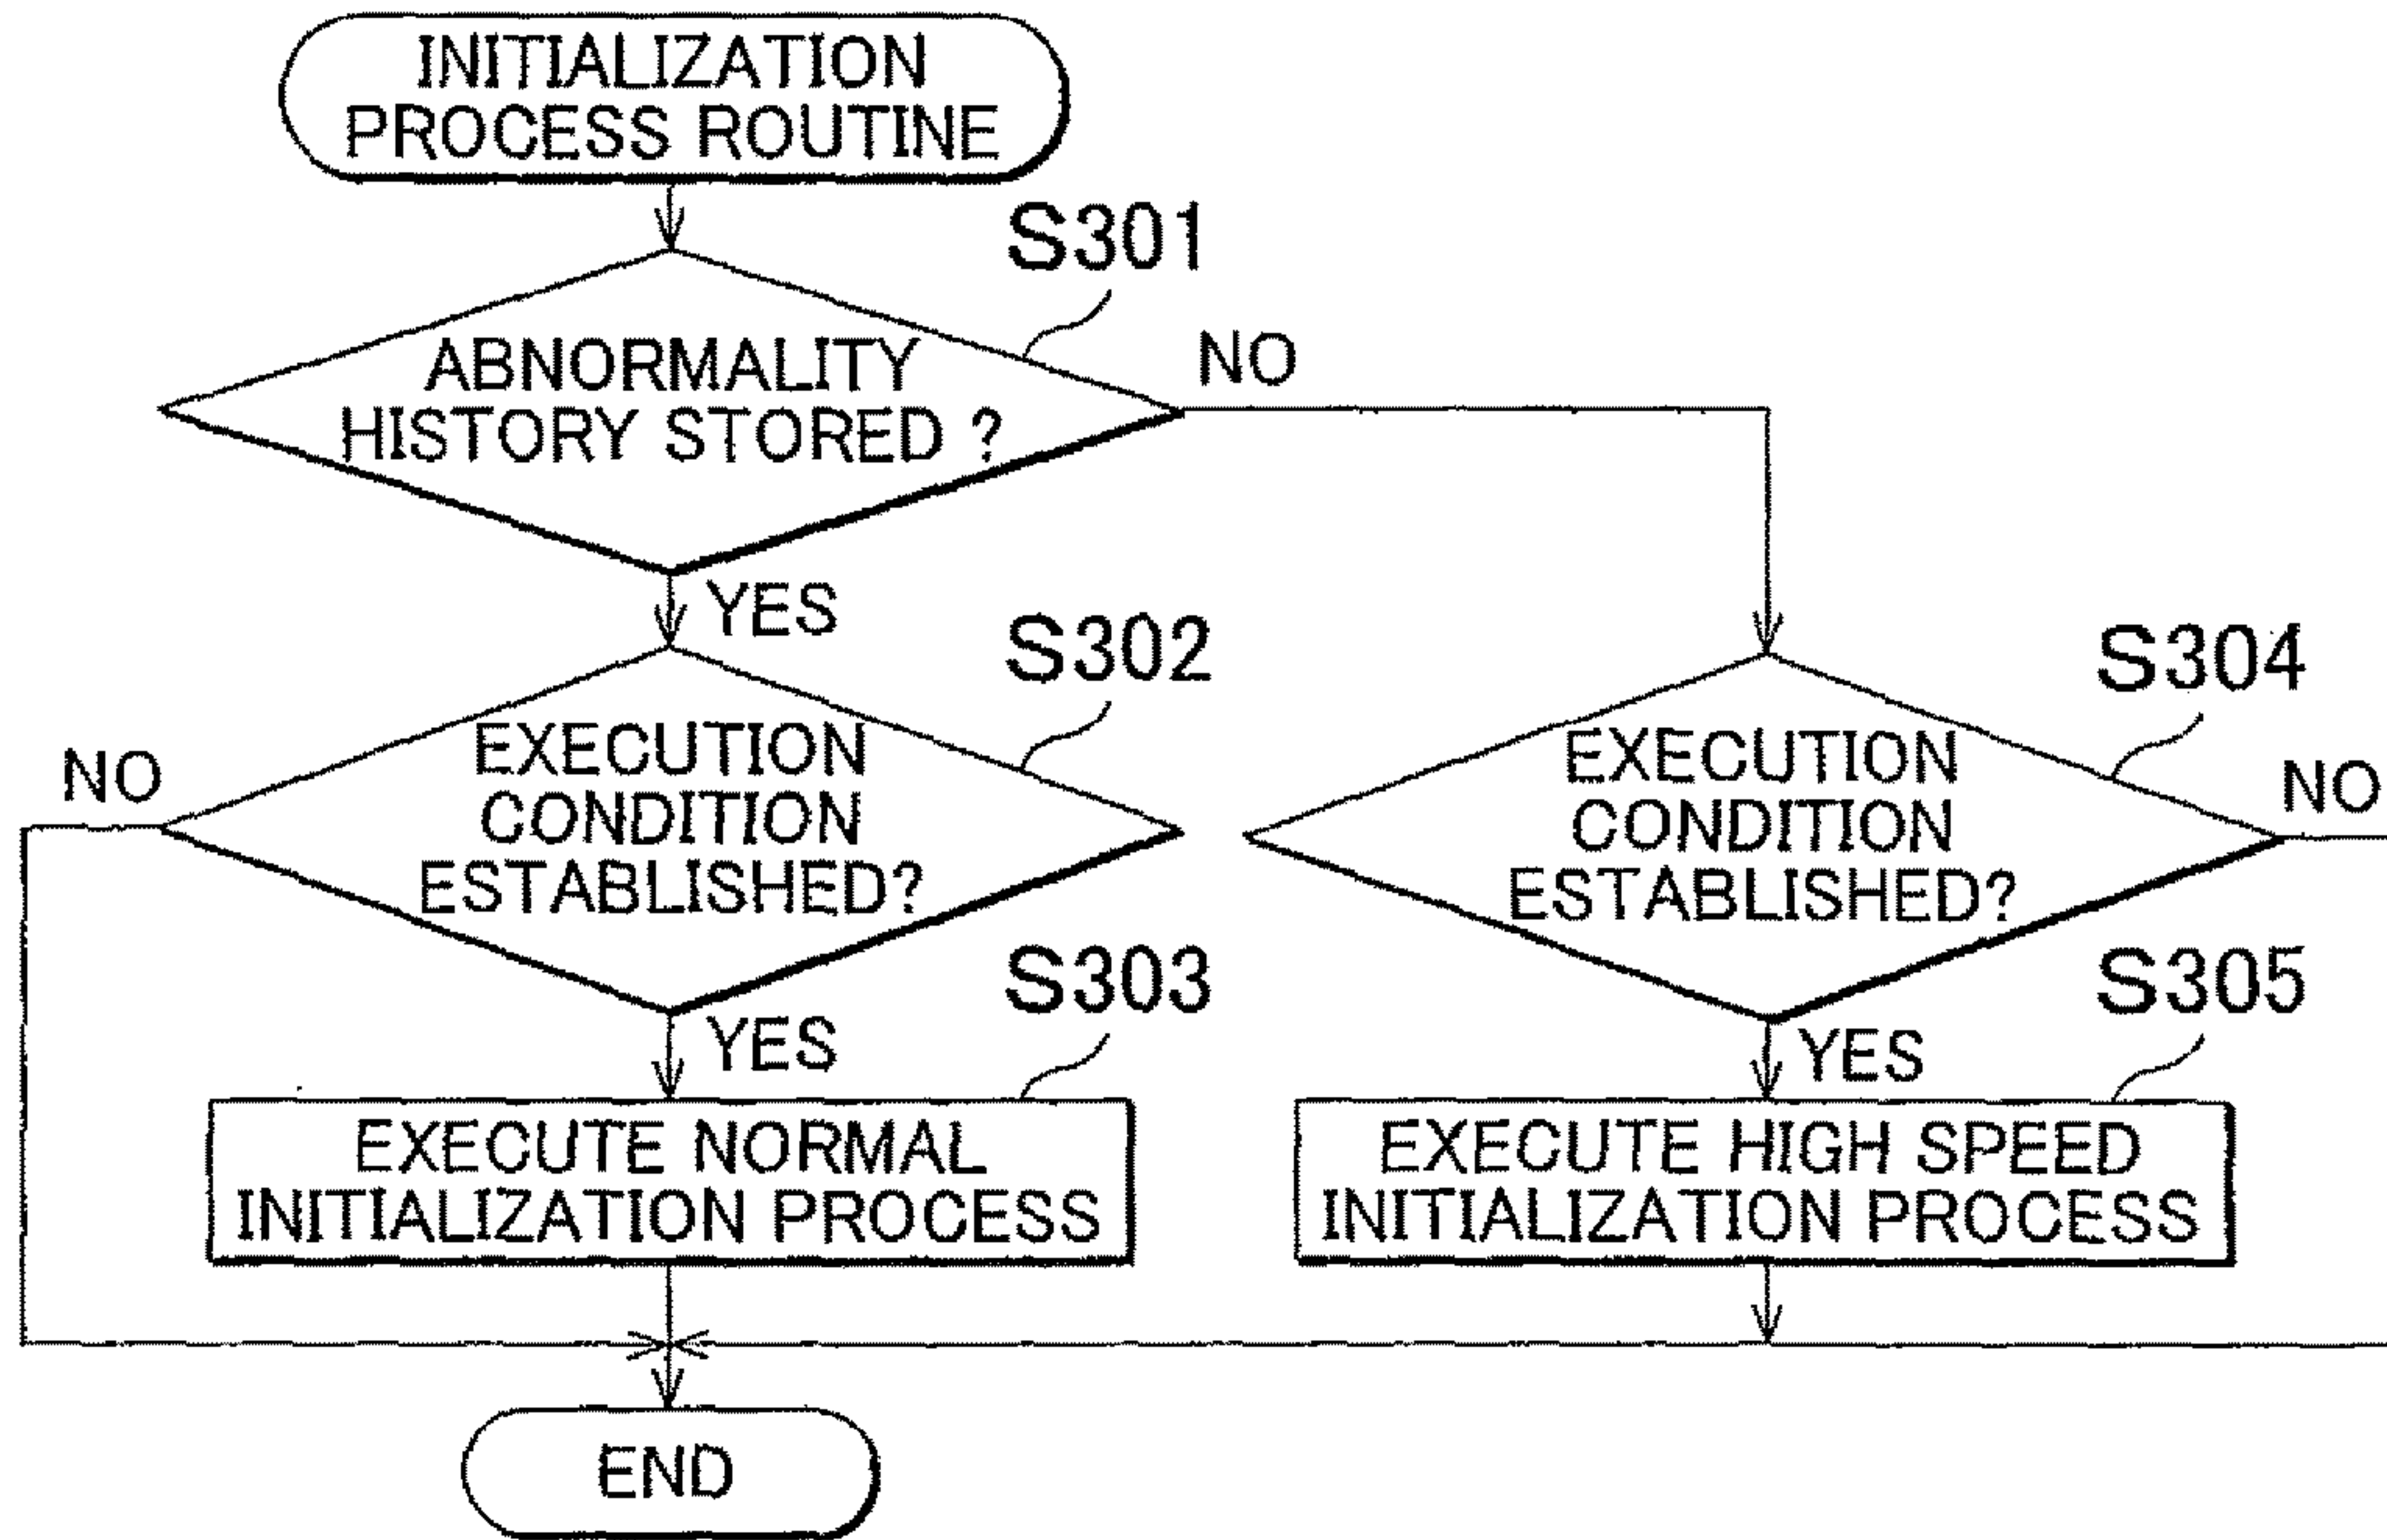 INITIALIZATION
PROCESS ROUTINE
S301
ABNORMALITY
HISTORY STORED ?
NO
YES
S302
EXECUTION
CONDITION
ESTABLISHED?
NO
YES
S303
EXECUTE NORMAL
INITIALIZATION PROCESS
S304
EXECUTION
CONDITION
ESTABLISHED?
NO
YES
S305
EXECUTE HIGH SPEED
INITIALIZATION PROCESS
END